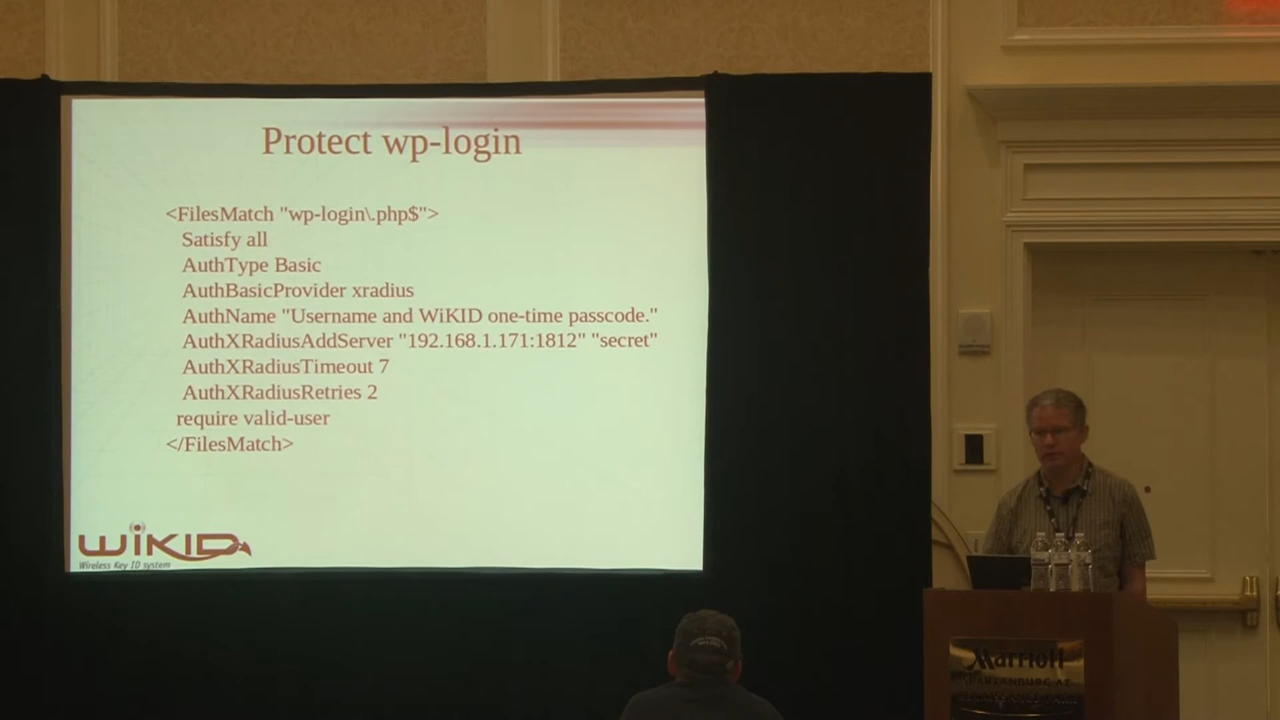 Protect wp-login
<FilesMatch "wp-login\.php$">
Satisfy all
AuthType Basic
AuthBasicProvider xradius
AuthName "Username and WiKID one-time passcode."
AuthXRadiusAddServer "192.168.1.171:1812" "secret"
AuthXRadiusTimeout 7
AuthXRadiusRetries 2
require valid-user
</FilesMatch>
WiKID
Wireless Key ID system
Marriott